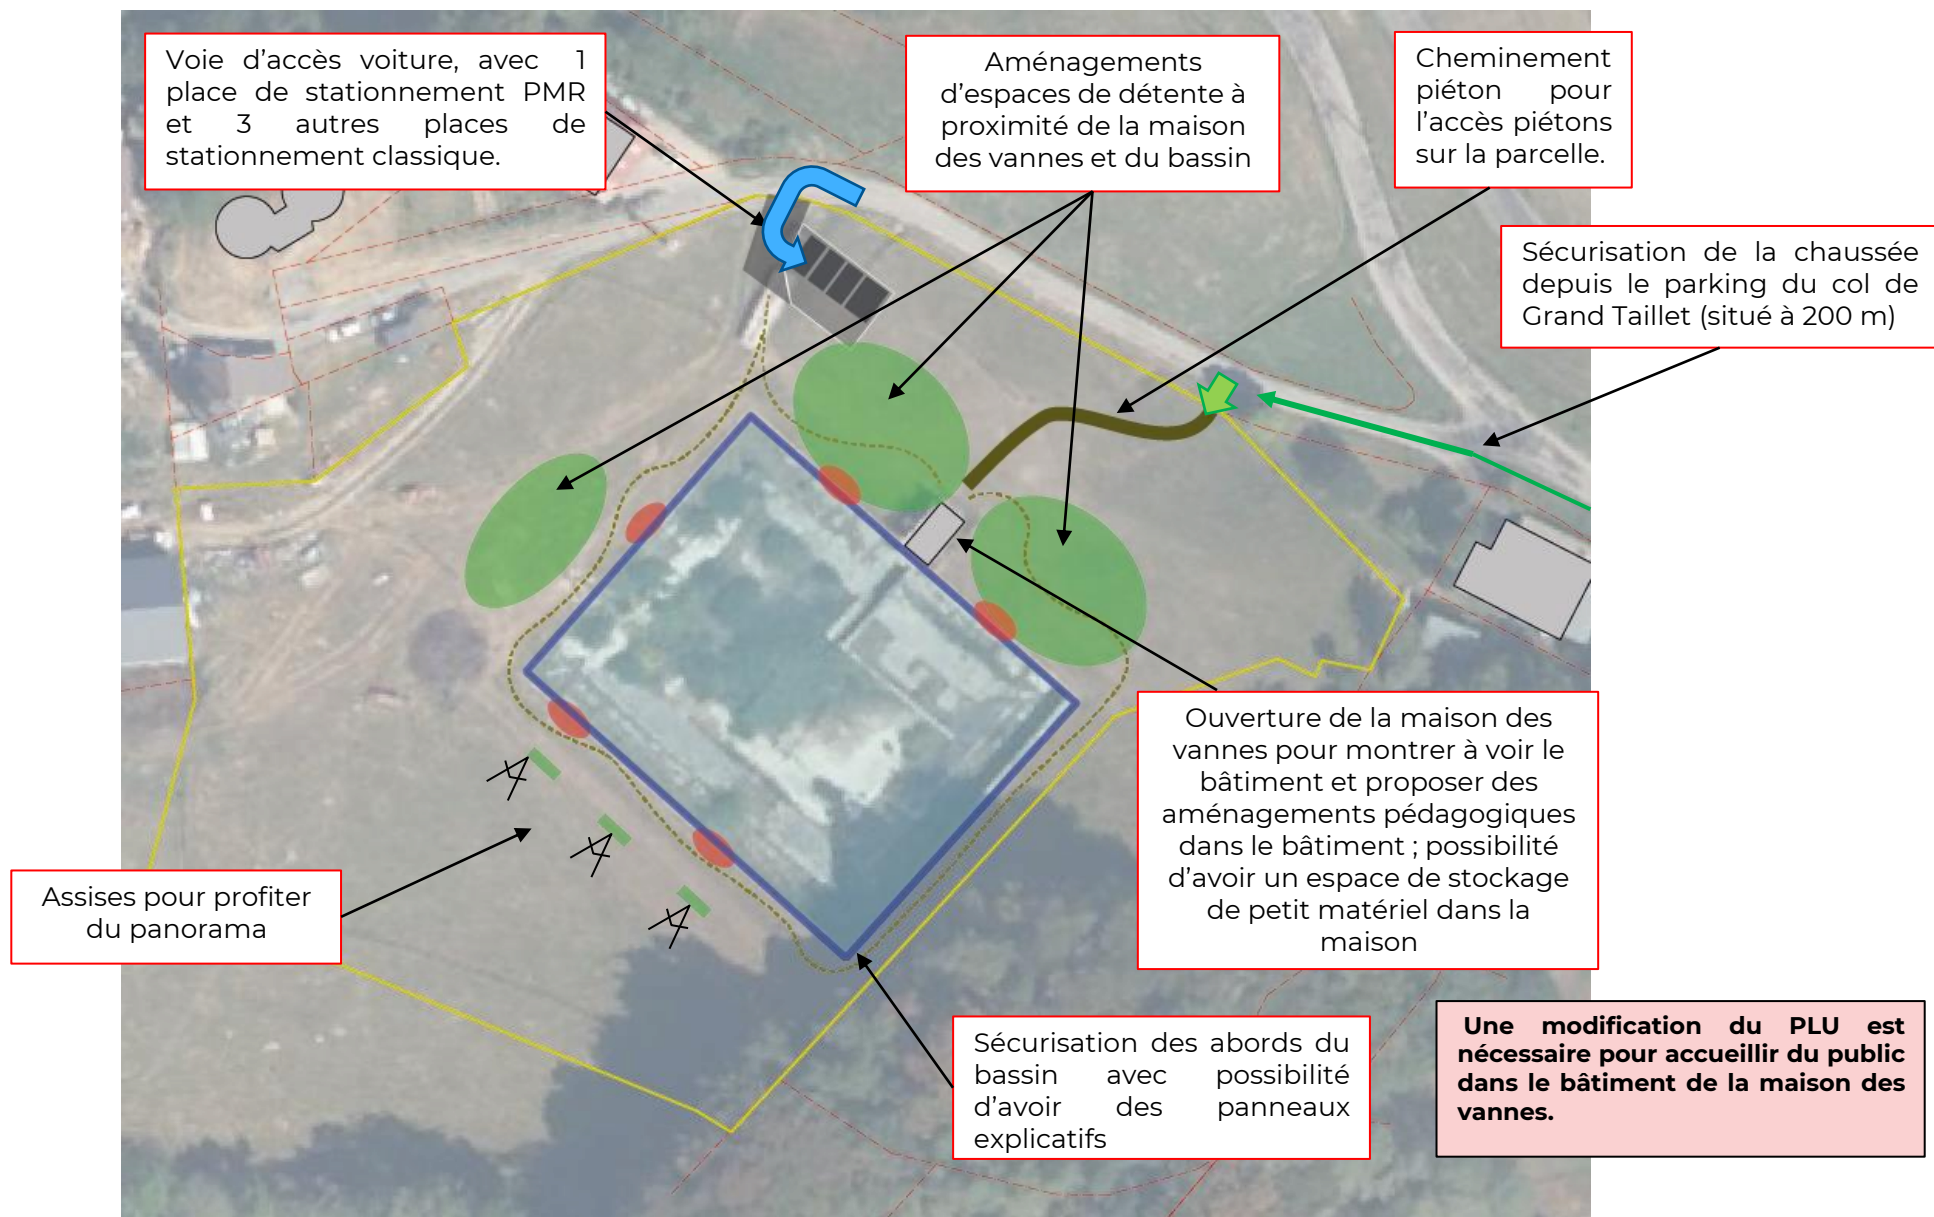 Voie d'accès voiture, avec 1
place de stationnement PMR
et 3 autres places de
stationnement classique.
Aménagements
d'espaces de détente à
proximité de la maison
des vannes et du bassin
Cheminement
piéton pour
l'accès piétons
sur la parcelle.
Sécurisation de la chaussée
depuis le parking du col de
Grand Taillet (situé à 200 m)
Ouverture de la maison des
vannes pour montrer à voir le
bâtiment et proposer des
aménagements pédagogiques
dans le bâtiment ; possibilité
d'avoir un espace de stockage
de petit matériel dans la
maison
Assises pour profiter
du panorama
Sécurisation des abords du
bassin avec possibilité
d'avoir des panneaux
explicatifs
Une modification du PLU est
nécessaire pour accueillir du public
dans le bâtiment de la maison des
vannes.